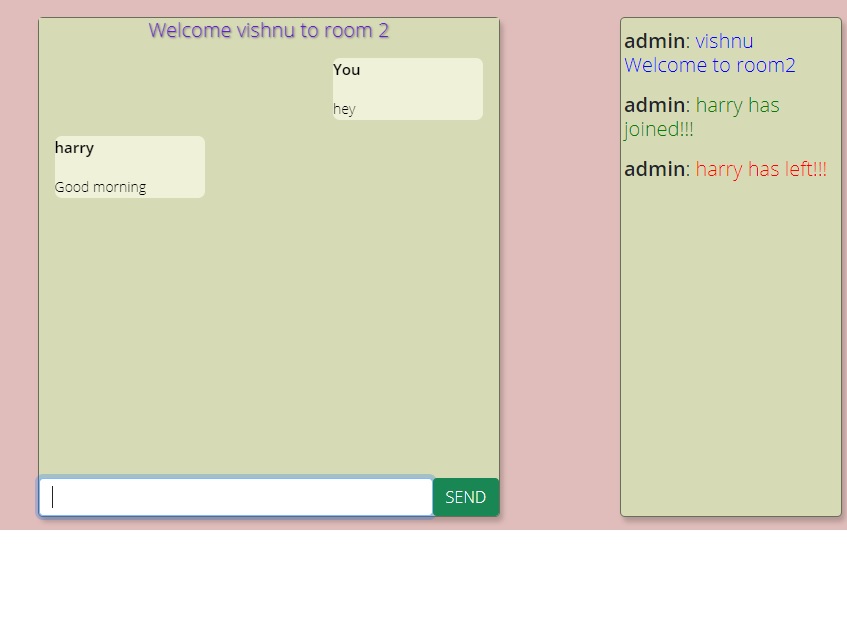 Welcome vishnu to room 2
You
hey
harry
Good morning
SEND
admin: vishnu
Welcome to room2
admin: harry has
joined!!!
admin: harry has left!!!